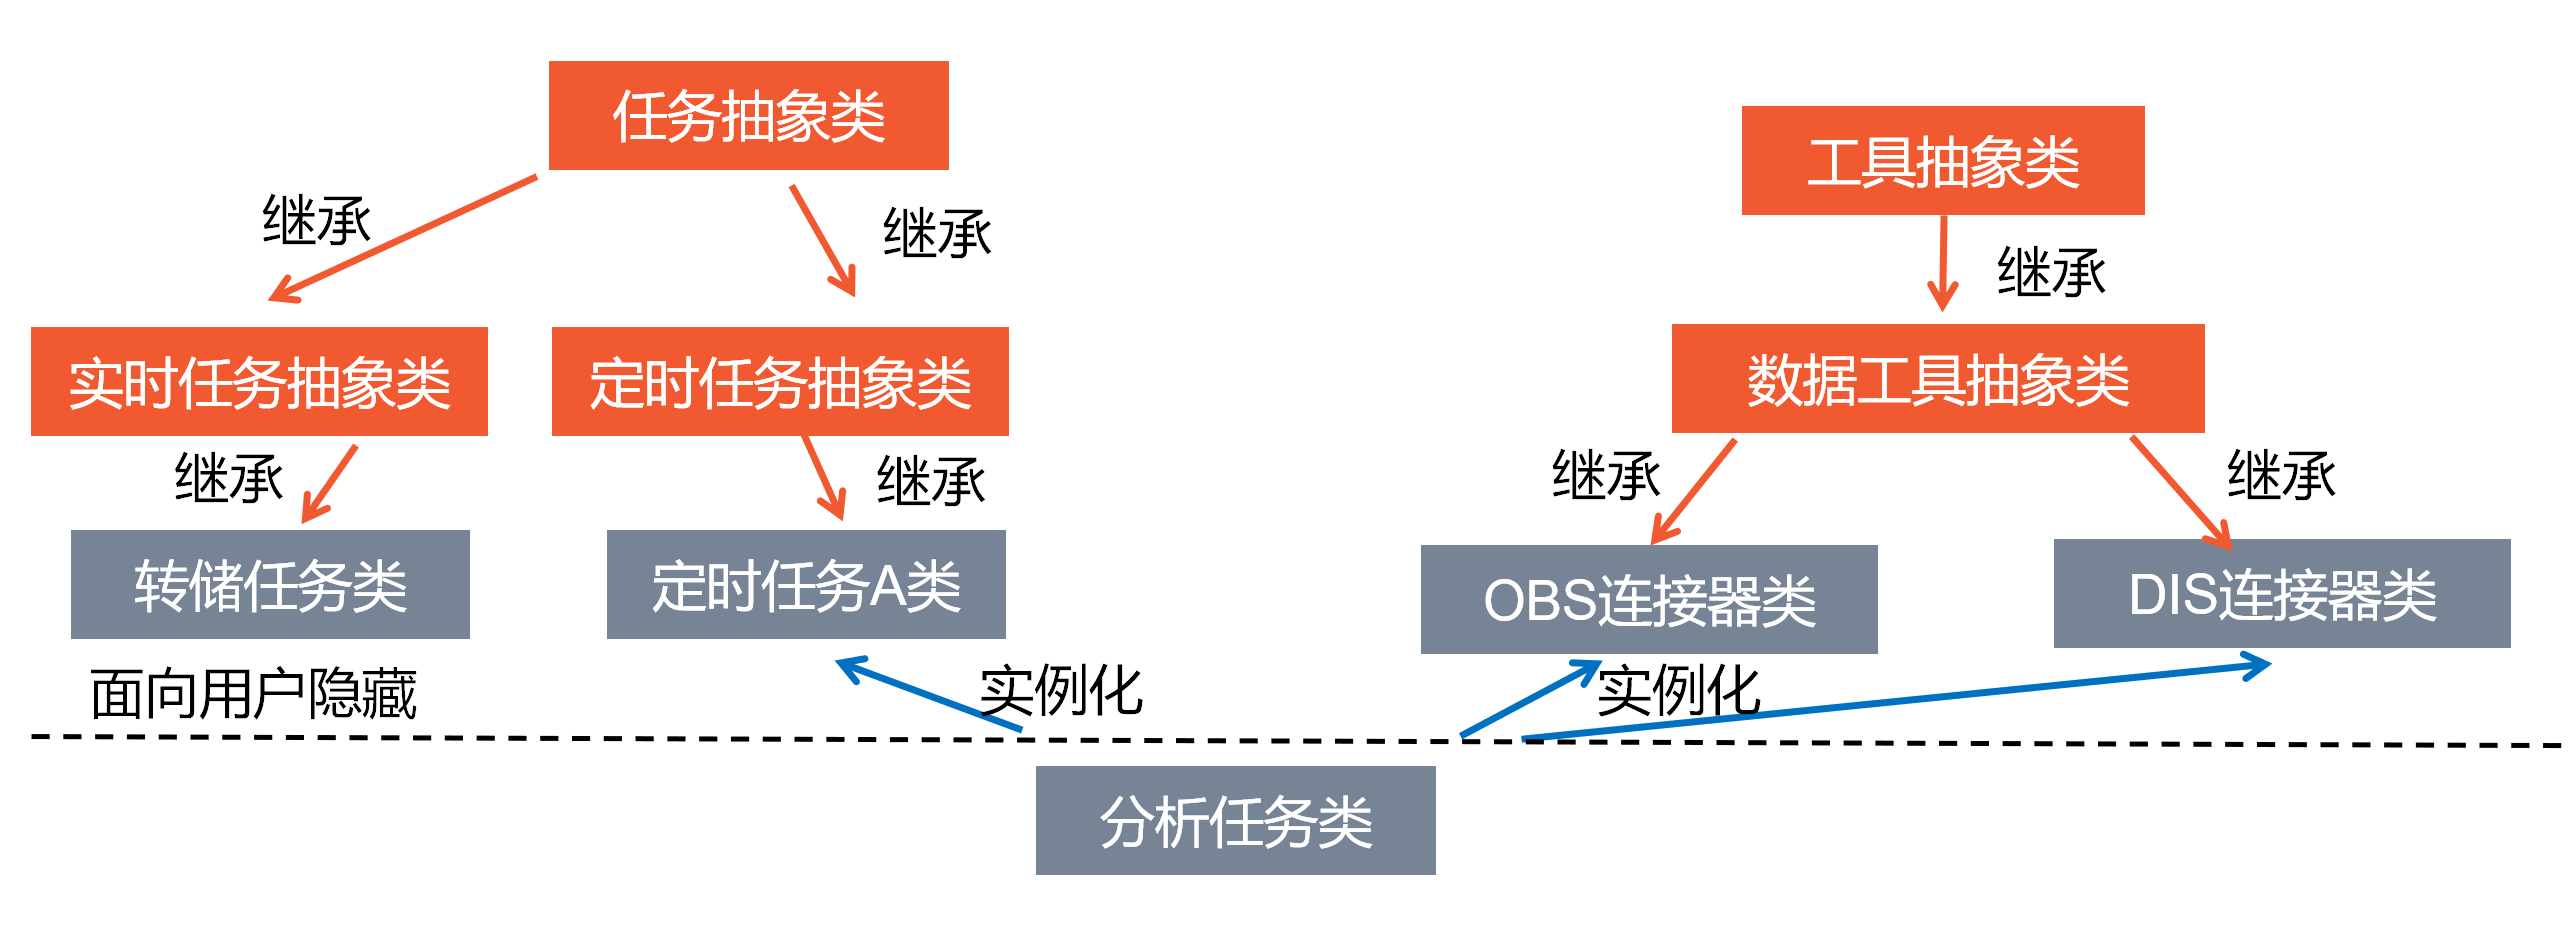 任务抽象类
工具抽象类
继承
继承
继承
实时任务抽象类
定时任务抽象类
数据工具抽象类
继承
继承
继承
继承
转储任务类
定时任务A类
OBS连接器类
DIS连接器类
面向用户隐藏
实例化
实例化
分析任务类